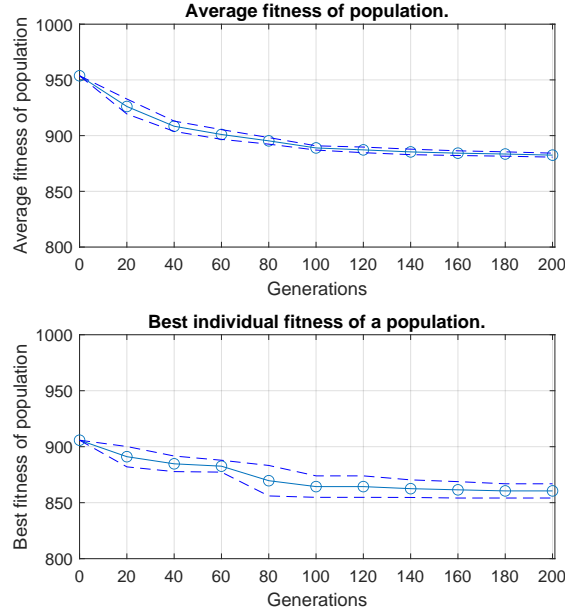 Average fitness of population.
Average fitness of population
1000
950
900
850
800
0 20 40 60 80 100 120 140 160 180 200
Generations
Best individual fitness of a population.
Best fitness of population
1000
950
900
850
800
0 20 40 60 80 100 120 140 160 180 200
Generations